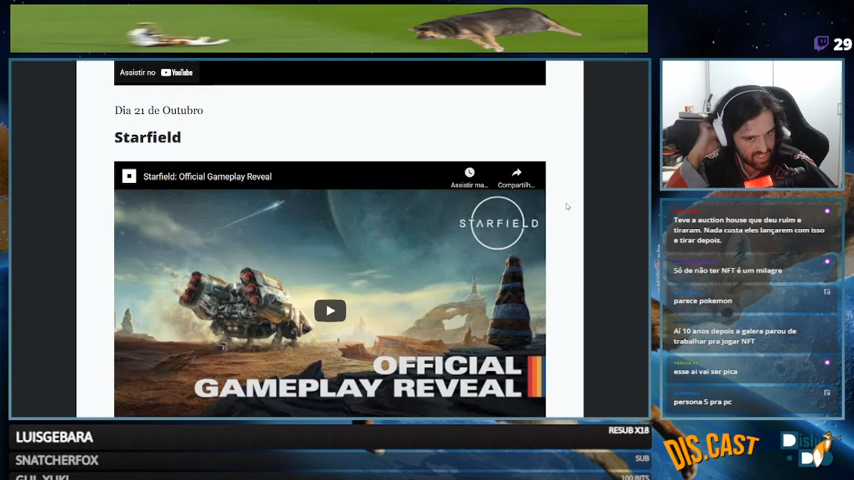 29
Assistir no YouTube
Dia 21 de Outubro
Starfield
Starfield: Official Gameplay Reveal
Assistir ma...
Compartilh...
STARFIELD
OFFICIAL
GAMEPLAY REVEAL
Teve a auction house que deu ruim e
tiraram. Nada custa eles lançarem com isso
e tirar depois.
Só de não ter NFT é um milagre
parece pokemon
Aí 10 anos depois a galera parou de
trabalhar pra jogar NFT
esse ai vai ser pica
persona 5 pra pc
LUISGEBARA
RESUB X18
SNATCHERFOX
SUB
GUI_YUKI
100 BITS
DIS.CAST